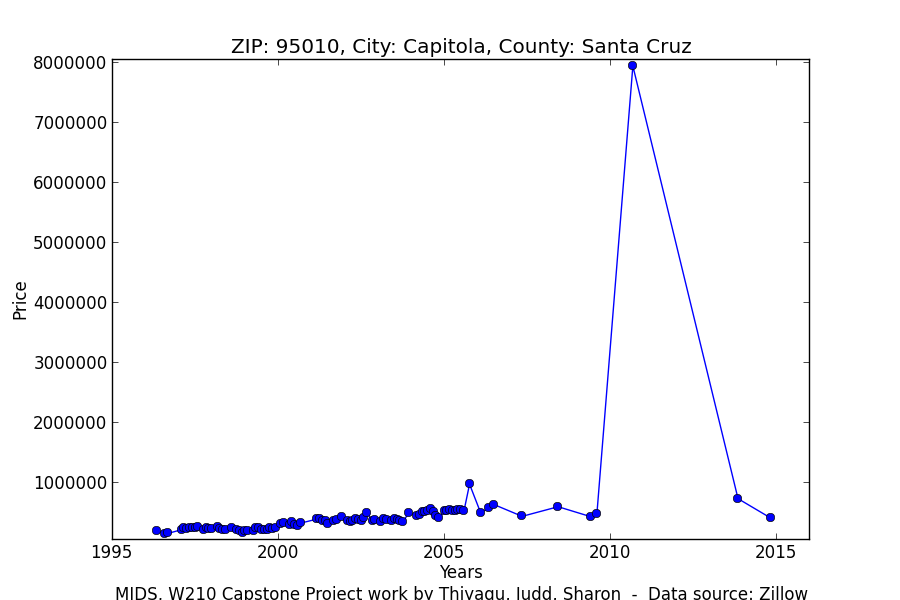 ZIP: 95010, City: Capitola, County: Santa Cruz
8000000
7000000
6000000
5000000
4000000
3000000
2000000
1000000
Price
1995 2000 2005 2010 2015
Years
MIDS, W210 Capstone Project work by Thiyagu, Judd, Sharon - Data source: Zillow